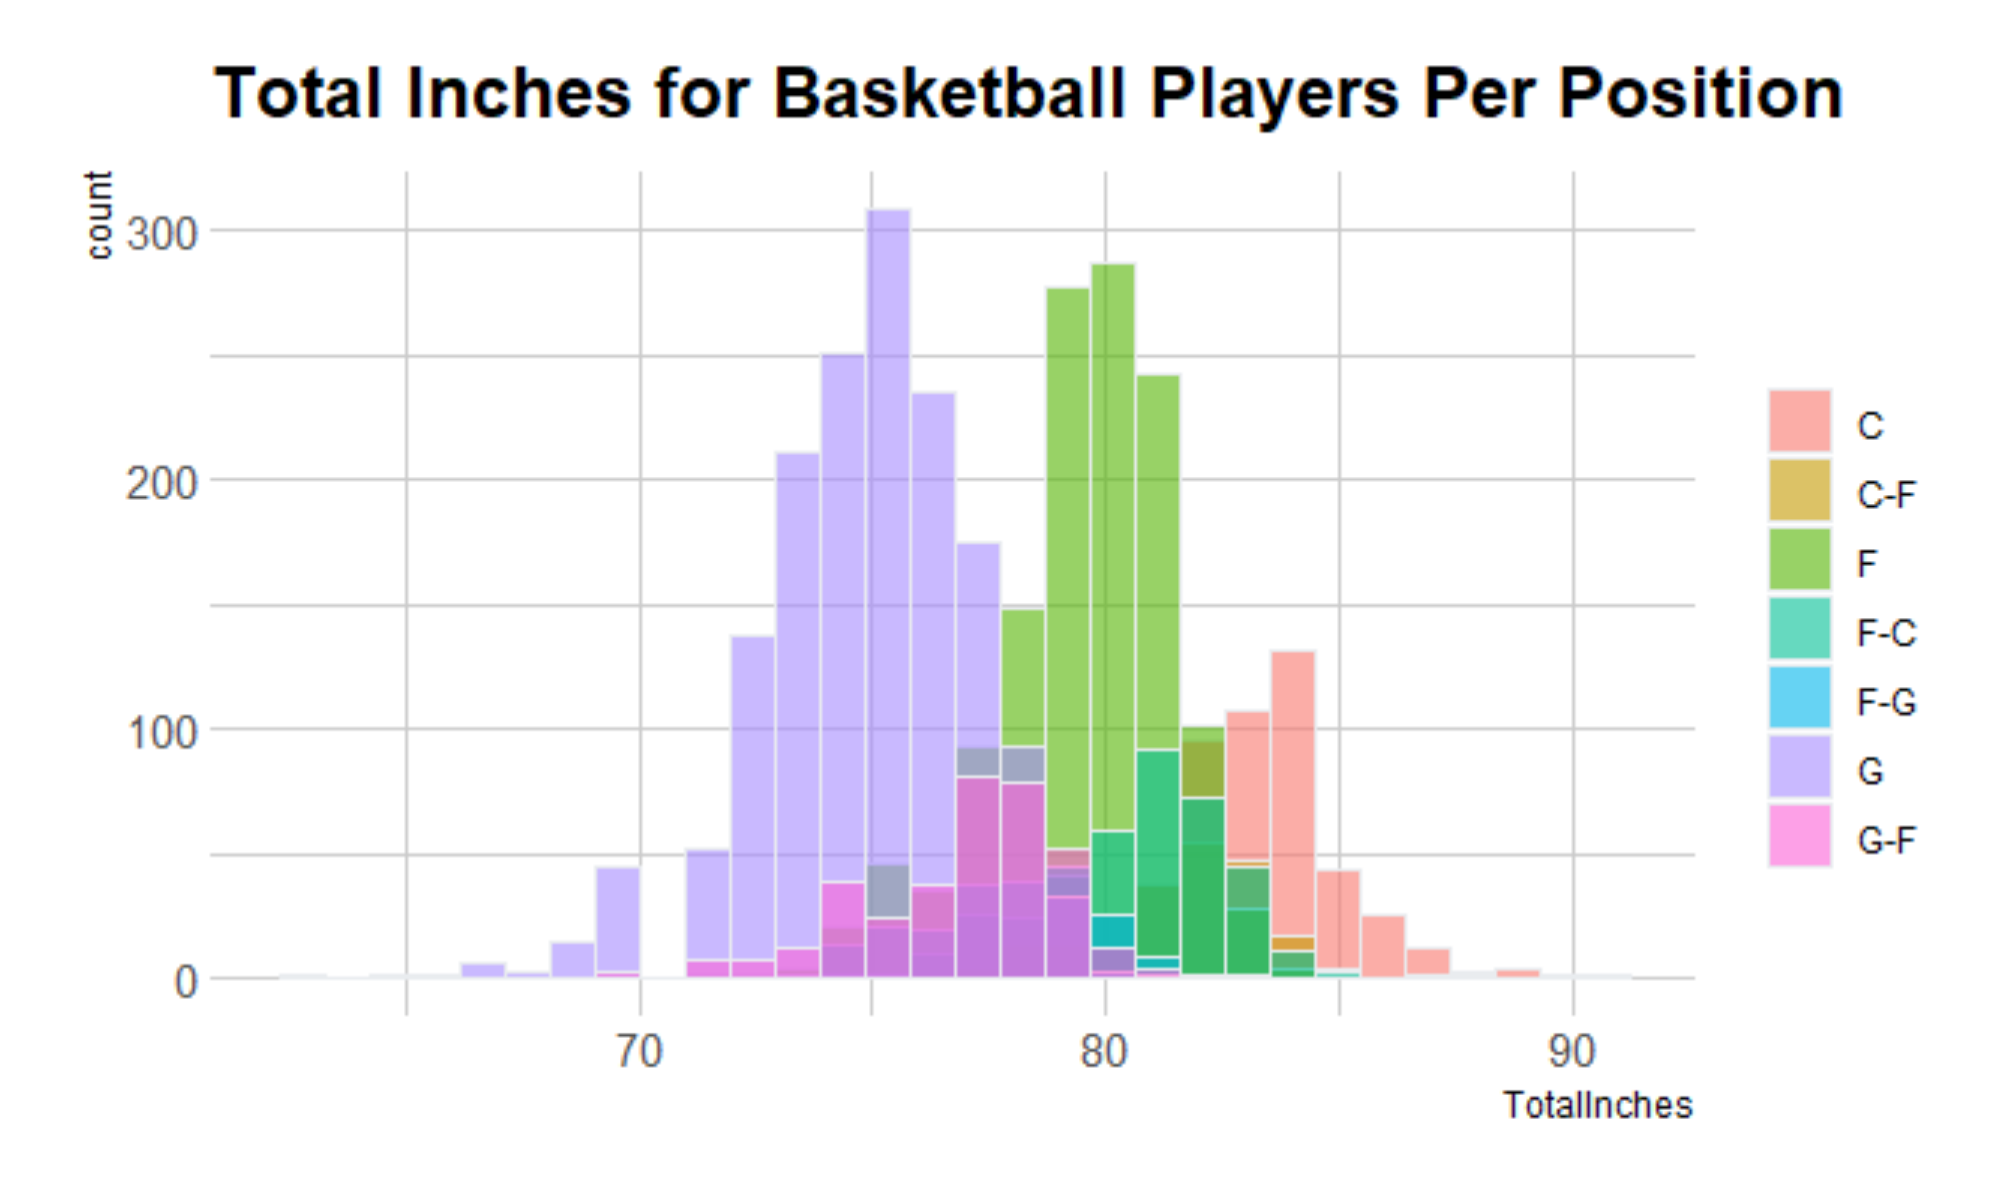 Total Inches for Basketball Players Per Position
count
300
200
100
0
70 80 90
TotalInches
C
C-F
F
F-C
F-G
G
G-F